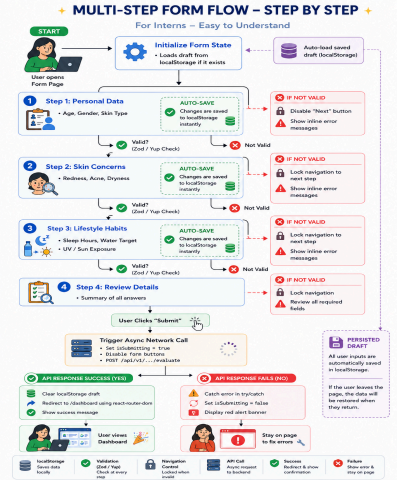 MULTI-STEP FORM FLOW – STEP BY STEP
For Interns – Easy to Understand
START
User opens
Form Page
Initialize Form State
• Loads draft from
localStorage if it exists
Auto-load saved
draft (localStorage)
1 Step 1: Personal Data
• Age, Gender, Skin Type
AUTO-SAVE
Changes are saved
to localStorage
instantly
IF NOT VALID
Disable "Next" button
Show inline error
messages
Valid?
(Zod / Yup Check)
Not Valid
2 Step 2: Skin Concerns
• Redness, Acne, Dryness
AUTO-SAVE
Changes are saved
to localStorage
instantly
IF NOT VALID
Lock navigation to
next step
Show inline error
messages
Valid?
(Zod / Yup Check)
Not Valid
3 Step 3: Lifestyle Habits
• Sleep Hours, Water Target
• UV / Sun Exposure
AUTO-SAVE
Changes are saved
to localStorage
instantly
IF NOT VALID
Lock navigation to
next step
Show inline error
messages
Valid?
(Zod / Yup Check)
Not Valid
4 Step 4: Review Details
• Summary of all answers
IF NOT VALID
Lock navigation
Review all required
fields
User Clicks "Submit"
Trigger Async Network Call
• Set isSubmitting = true
• Disable form buttons
• POST /api/v1/.../evaluate
PERSISTED
DRAFT
All user inputs are
automatically saved
in localStorage.
If the user leaves the
page, the data will
be restored when
they return.
API RESPONSE SUCCESS (YES)
Clear localStorage draft
Redirect to /dashboard using react-router-dom
Show success message
API RESPONSE FAILS (NO)
Catch error in try/catch
Set isSubmitting = false
Display red alert banner
User views
Dashboard
Stay on page
to fix errors
localStorage
Saves data
locally
Validation
(Zod / Yup)
Check at every
step
Navigation
Control
Locked when
invalid
API Call
Async request
to backend
Success
Redirect & show
confirmation
Failure
Show error &
stay on page